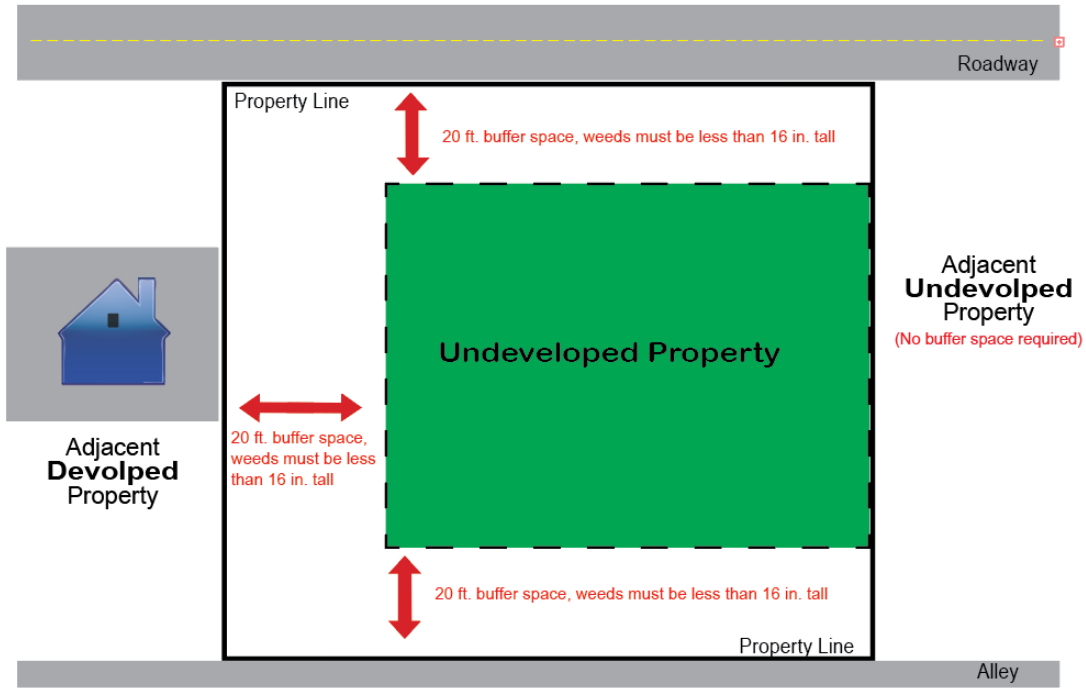 Roadway
Property Line
20 ft. buffer space, weeds must be less than 16 in. tall
Adjacent
Undevolped
Property
(No buffer space required)
Undeveloped Property
20 ft. buffer space,
weeds must be less
than 16 in. tall
Adjacent
Devolped
Property
20 ft. buffer space, weeds must be less than 16 in. tall
Property Line
Alley